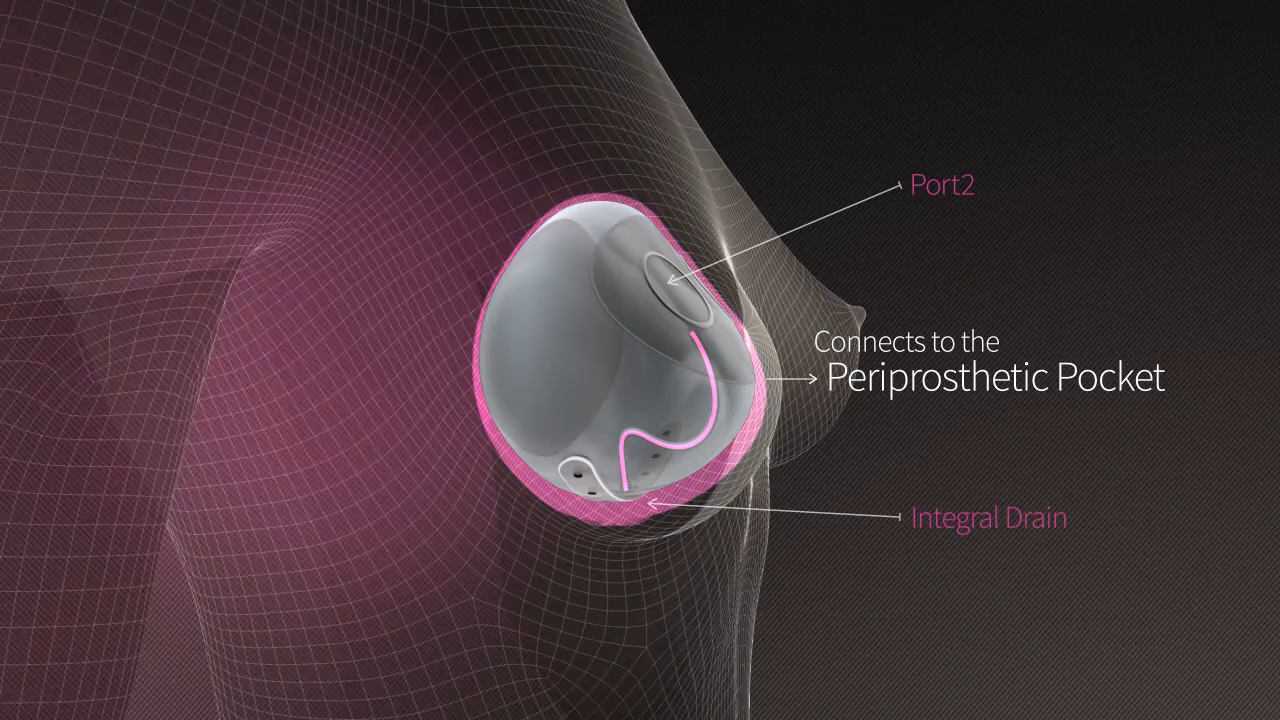 Port2
Connects to the
Periprosthetic Pocket
Integral Drain